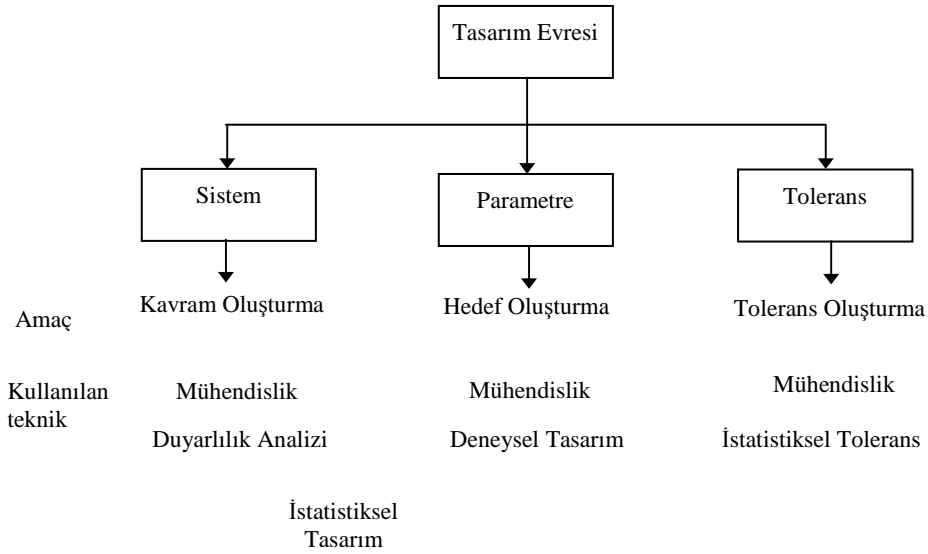 Tasarım Evresi
Sistem
Parametre
Tolerans
Kavram Oluşturma
Hedef Oluşturma
Tolerans Oluşturma
Amaç
Kullanılan
teknik
Mühendislik
Mühendislik
Mühendislik
Duyarlılık Analizi
Deneysel Tasarım
İstatistiksel Tolerans
İstatistiksel
Tasarım